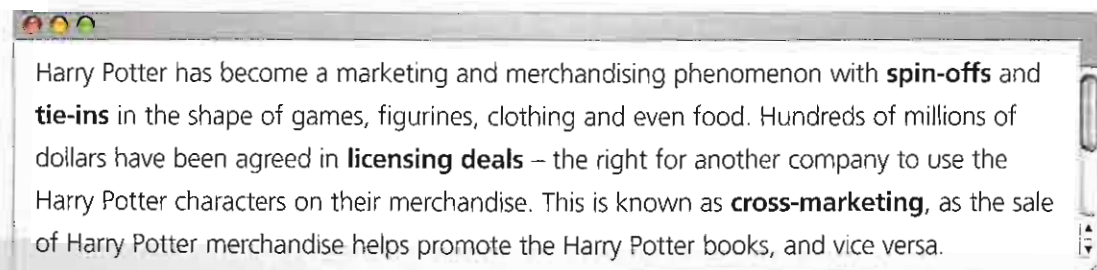 Harry Potter has become a marketing and merchandising phenomenon with spin-offs and
tie-ins in the shape of games, figurines, clothing and even food. Hundreds of millions of
dollars have been agreed in licensing deals – the right for another company to use the
Harry Potter characters on their merchandise. This is known as cross-marketing, as the sale
of Harry Potter merchandise helps promote the Harry Potter books, and vice versa.